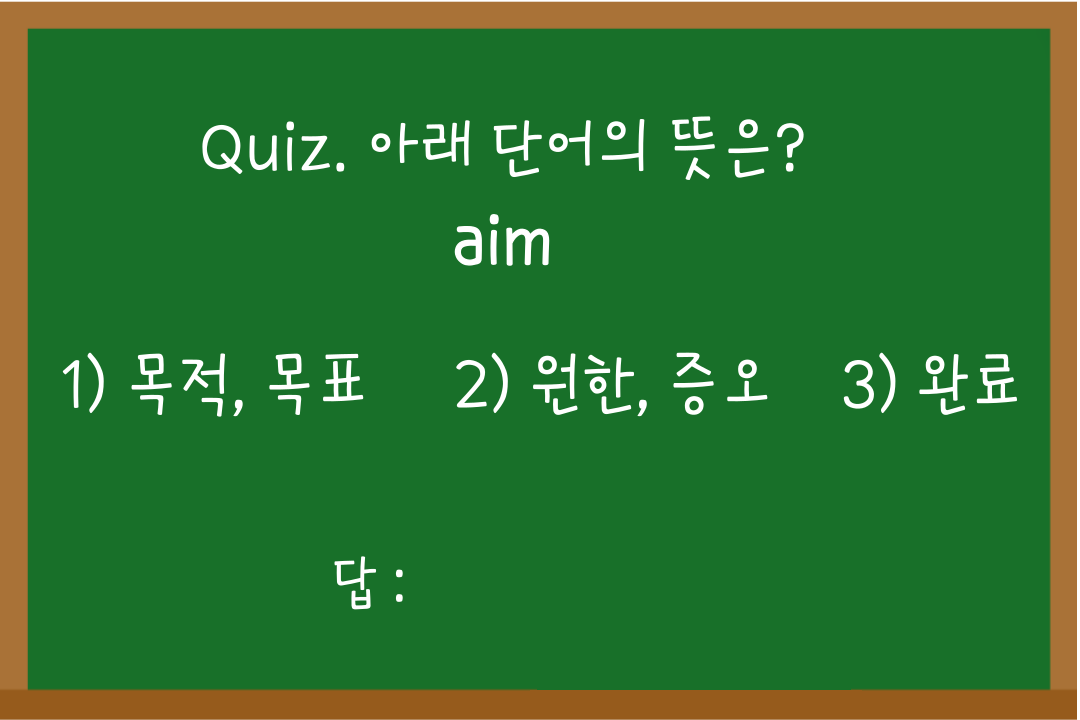 Quiz. 아래 단어의 뜻은?
aim
1) 목적, 목표 2) 원한, 증오 3) 완료
답 :